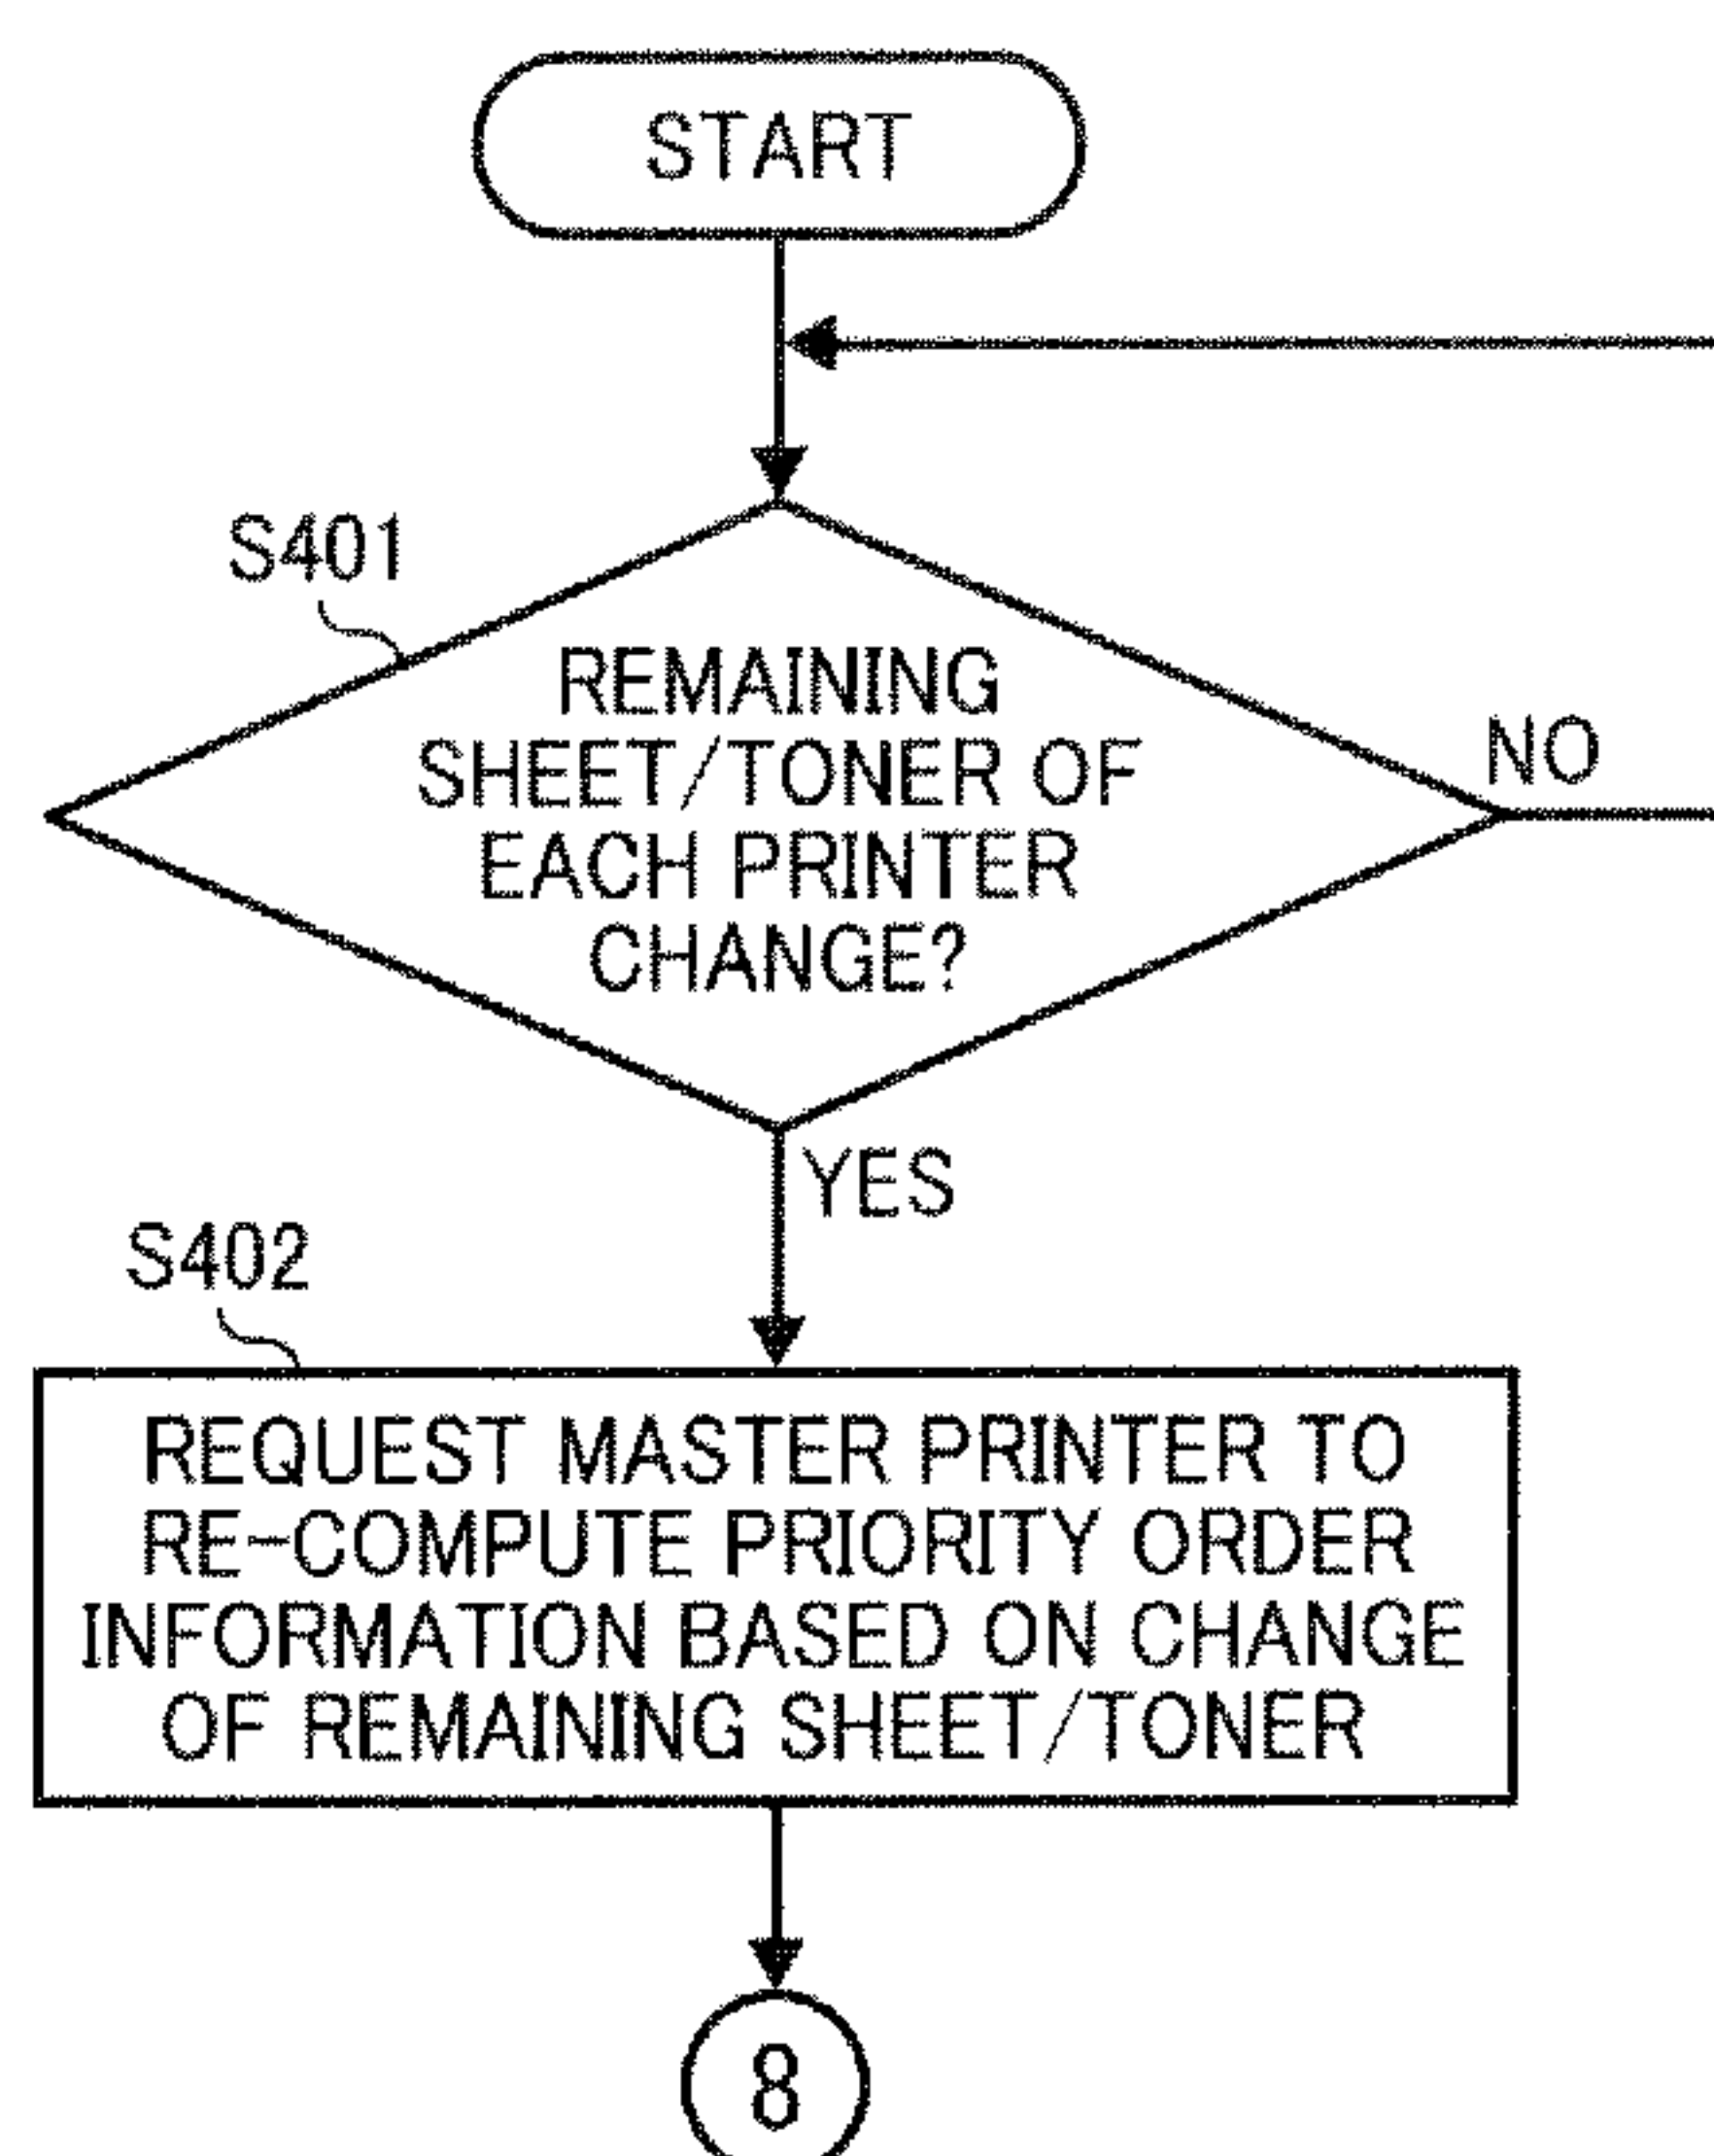 START
S401
REMAINING
SHEET/TONER OF
EACH PRINTER
CHANGE?
NO
YES
S402
REQUEST MASTER PRINTER TO
RE-COMPUTE PRIORITY ORDER
INFORMATION BASED ON CHANGE
OF REMAINING SHEET/TONER
8